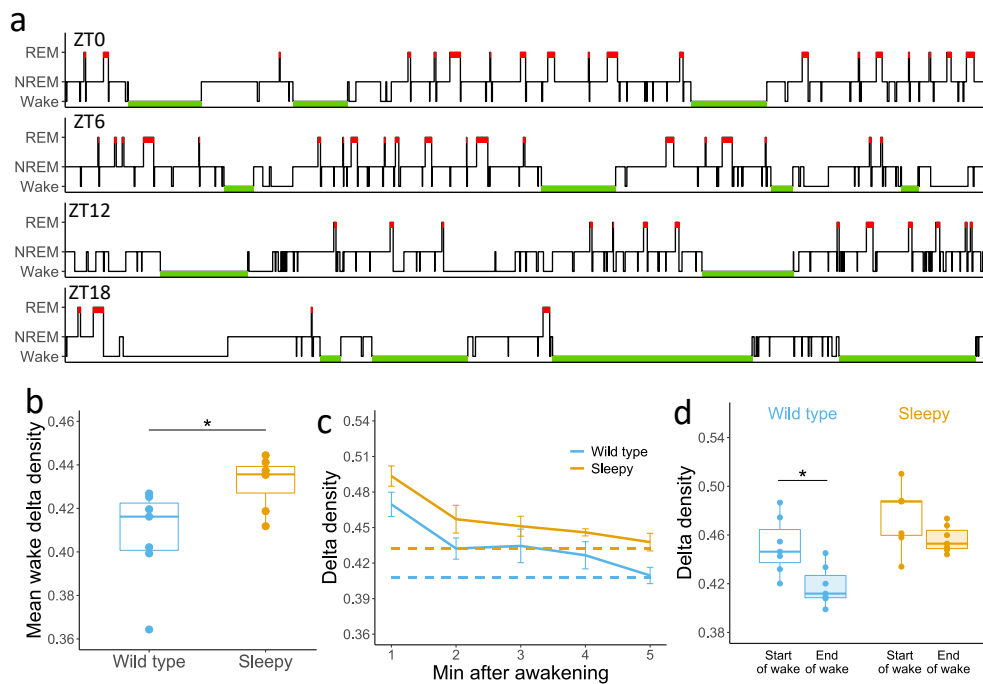 a
ZT0
REM
NREM
Wake
ZT6
REM
NREM
Wake
ZT12
REM
NREM
Wake
ZT18
REM
NREM
Wake
b
Mean wake delta density
0.46
0.44
0.42
0.40
0.38
0.36
*
Wild type
Sleepy
c
Delta density
0.54
0.51
0.48
0.45
0.42
0.39
0.36
Wild type
Sleepy
1
2
3
4
5
Min after awakening
d
Wild type
Sleepy
Delta density
0.54
0.50
0.46
0.42
0.38
*
Start
of wake
End
of wake
Start
of wake
End
of wake